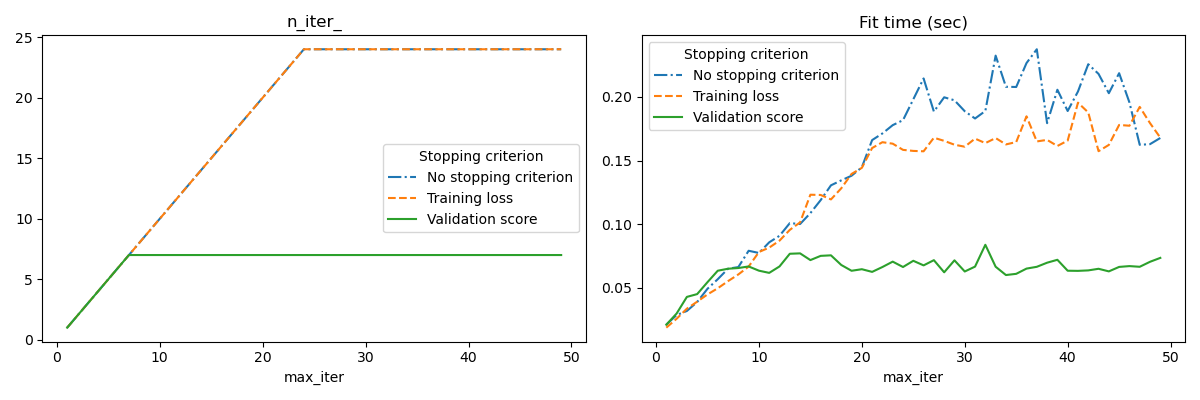 n_iter_
25
20
15
10
5
0
Stopping criterion
No stopping criterion
Training loss
Validation score
0
10
20
30
40
50
max_iter
Fit time (sec)
Stopping criterion
No stopping criterion
Training loss
Validation score
0.20
0.15
0.10
0.05
0
10
20
30
40
50
max_iter